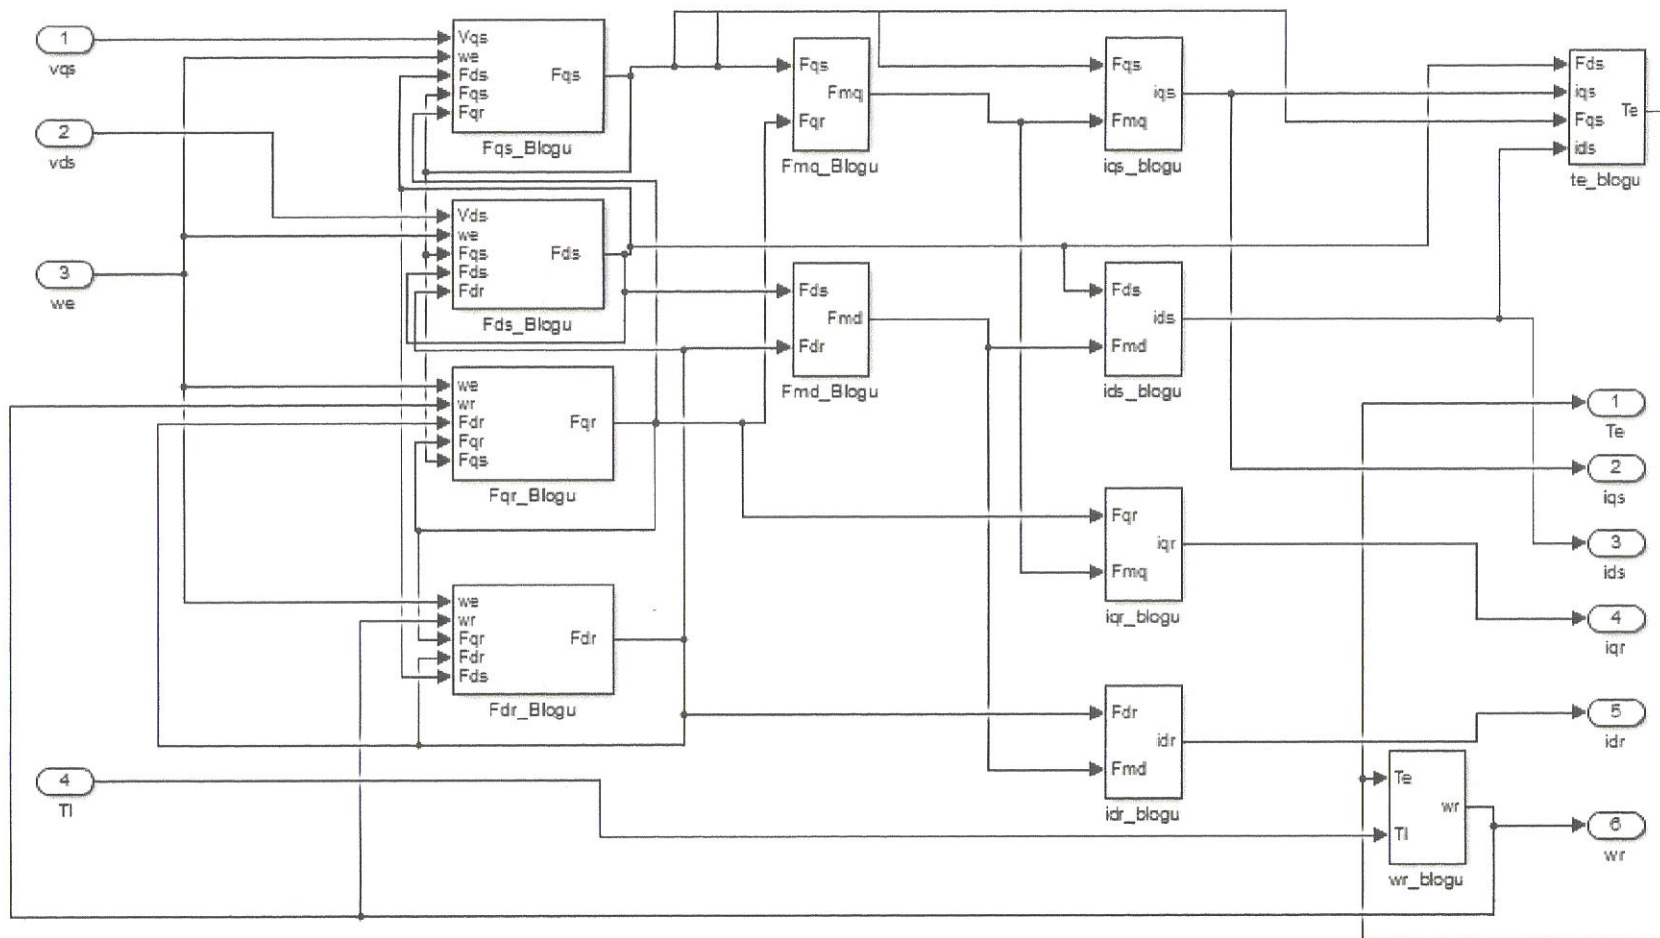 1
vqs
2
vds
3
we
4
Tl
Vqs
we
Fds
Fqs
Fqr
Fqs
Fqs_Blogu
Vds
we
Fqs
Fds
Fdr
Fds
Fds_Blogu
we
wr
Fdr
Fqr
Fqs
Fqr
Fqr_Blogu
we
wr
Fqr
Fdr
Fds
Fdr
Fdr_Blogu
Fqs
Fqr
Fmq
Fmq_Blogu
Fds
Fdr
Fmd
Fmd_Blogu
Fqs
Fmq
iqs
iqs_blogu
Fds
Fmd
ids
ids_blogu
Fqr
Fmq
iqr
iqr_blogu
Fdr
Fmd
idr
idr_blogu
Fds
iqs
Fqs
ids
Te
te_blogu
Te
Tl
wr
wr_blogu
1
Te
2
iqs
3
ids
4
iqr
5
idr
6
wr